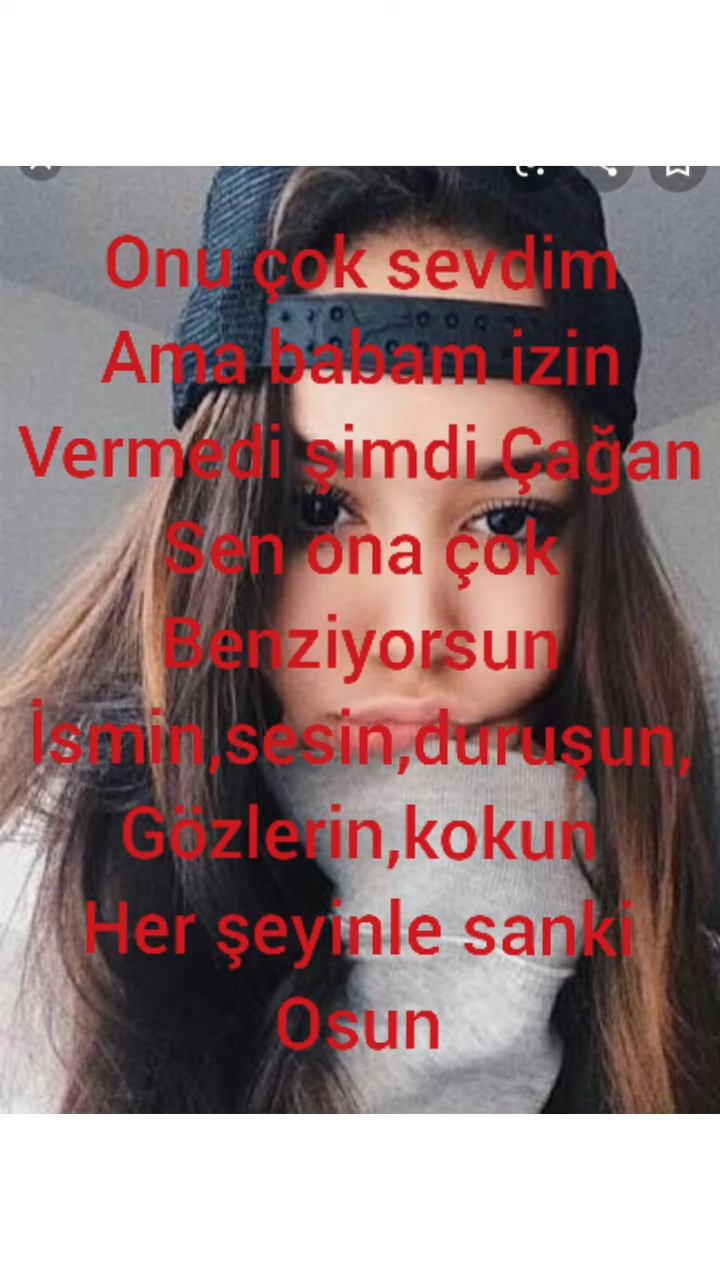 Onu çok sevdim
Ama babam izin
Vermedi şimdi Çağan
Sen ona çok
Benziyorsun
İsmin,sesin,duruşun,
Gözlerin,kokun
Her şeyinle sanki
Osun